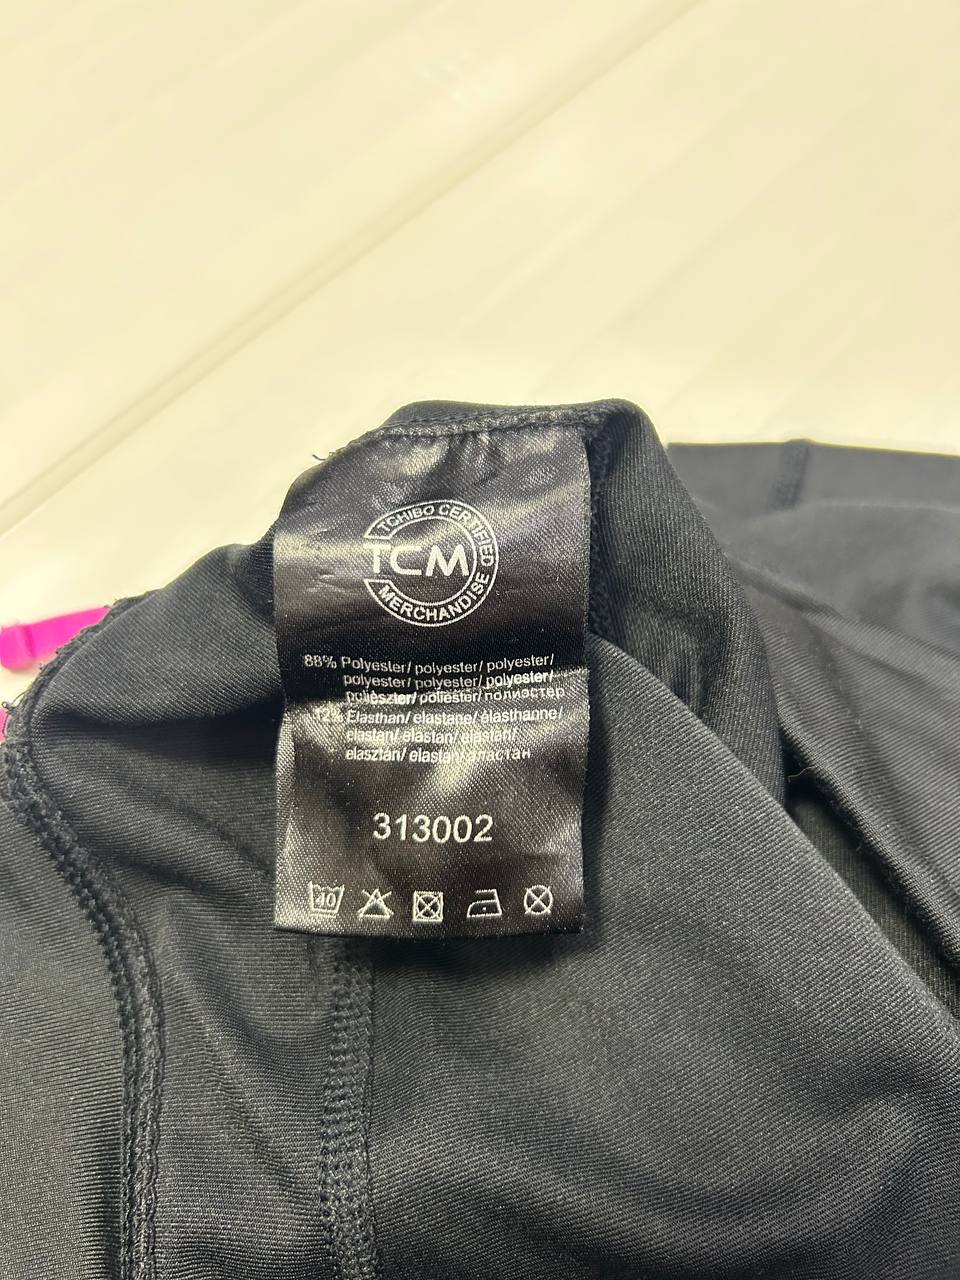 TCHIBO CERTIFIED
TCM
MERCHANDISE
88% Polyester/ polyester/ polyester/
polyester/ polyester/ polyester/
poliészter/ poliester/ полиэстер
12% Elasthan/ elastane/ élasthanne/
elastan/ elastan/ elastan/
elasztán/ elastan/ эластан
313002
40